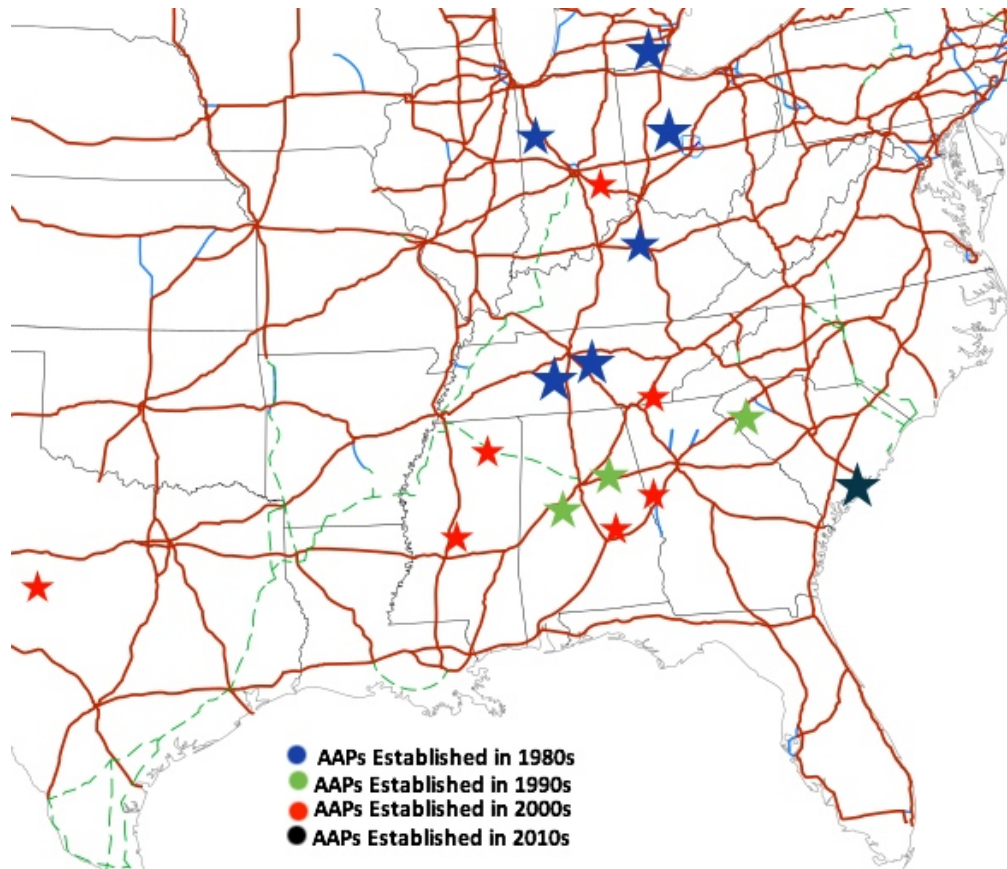 AAPs Established in 1980s
AAPs Established in 1990s
AAPs Established in 2000s
AAPs Established in 2010s